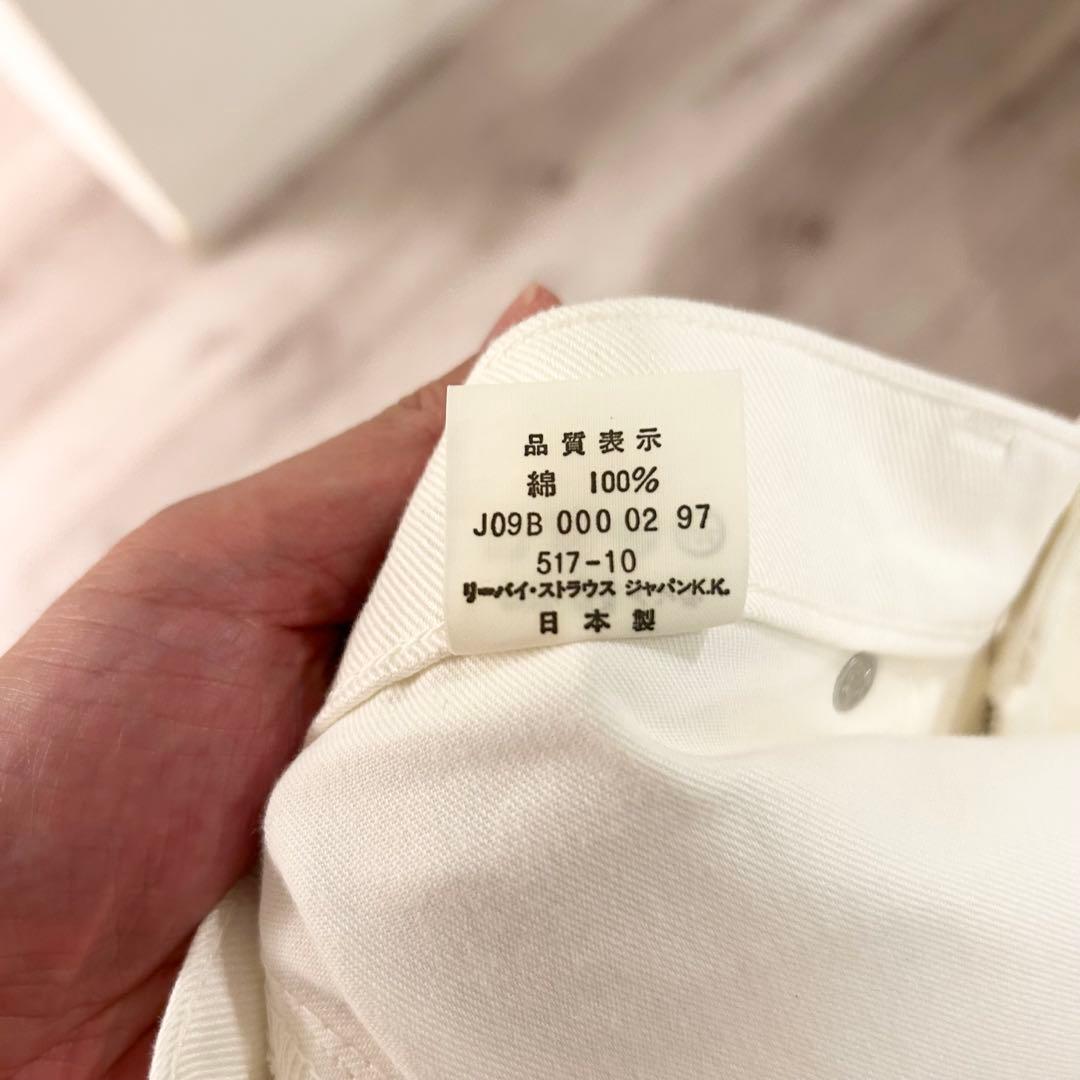 品質表示
綿 100%
J09B 000 02 97
517-10
リーバイ・ストラウス ジャパンK.K.
日本製